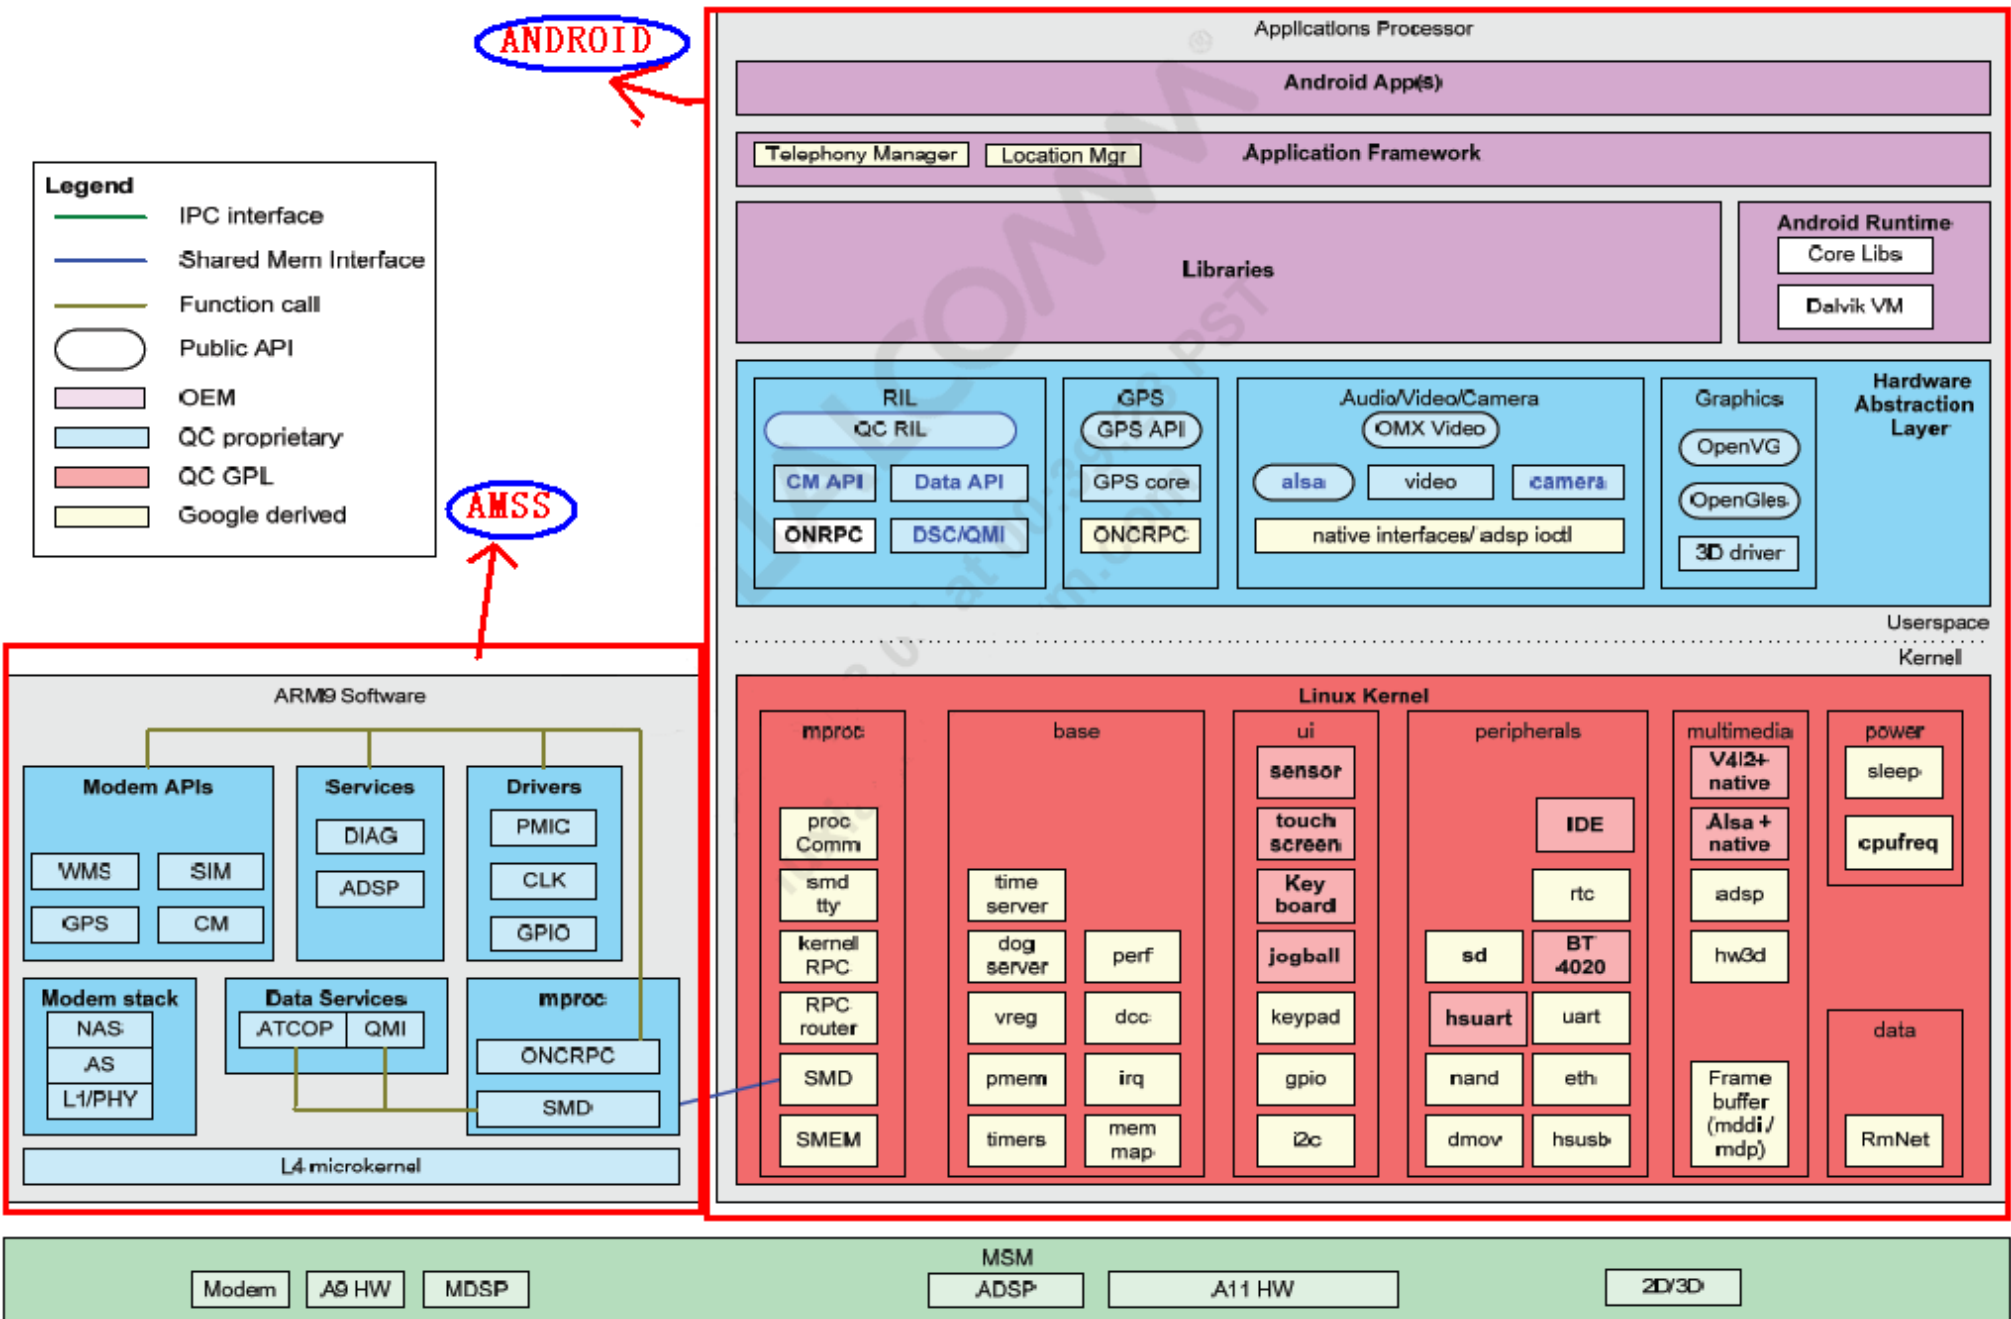 ANDROID
Applications Processor
Android App(s)
Telephony Manager
Location Mgr
Application Framework
Legend
IPC interface
Shared Mem Interface
Function call
Public API
OEM
QC proprietary
QC GPL
Google derived
Libraries
Android Runtime
Core Libs
Dalvik VM
RIL
QC RIL
CM API
Data API
ONRPC
DSC/QMI
GPS
GPS API
GPS core
ONCRPC
Audio/Video/Camera
OMX Video
alsa
video
camera
native interfaces/ adsp ioctl
Graphics
OpenVG
OpenGles
3D driver
Hardware
Abstraction
Layer
Userspace
Kernel
AMSS
ARM9 Software
Modem APIs
WMS
SIM
GPS
CM
Services
DIAG
ADSP
Drivers
PMIC
CLK
GPIO
Modem stack
NAS
AS
L1/PHY
Data Services
ATCOP
QMI
mproc
ONCRPC
SMD
L4 microkernel
Linux Kernel
mproc
proc
Comm
smd
tty
kernel
RPC
RPC
router
SMD
SMEM
base
time
server
dog
server
perf
vreg
dcc
pmem
irq
timers
mem
map
ui
sensor
touch
screen
Key
board
jogball
keypad
gpio
i2c
peripherals
IDE
rtc
sd
BT
4020
hsuart
uart
nand
eth
dmov
hsusb
multimedia
V4l2+
native
Alsa +
native
adsp
hw3d
Frame
buffer
(mddi /
mdp)
power
sleep
cpufreq
data
RmNet
MSM
Modem
A9 HW
MDSP
ADSP
A11 HW
2D/3D